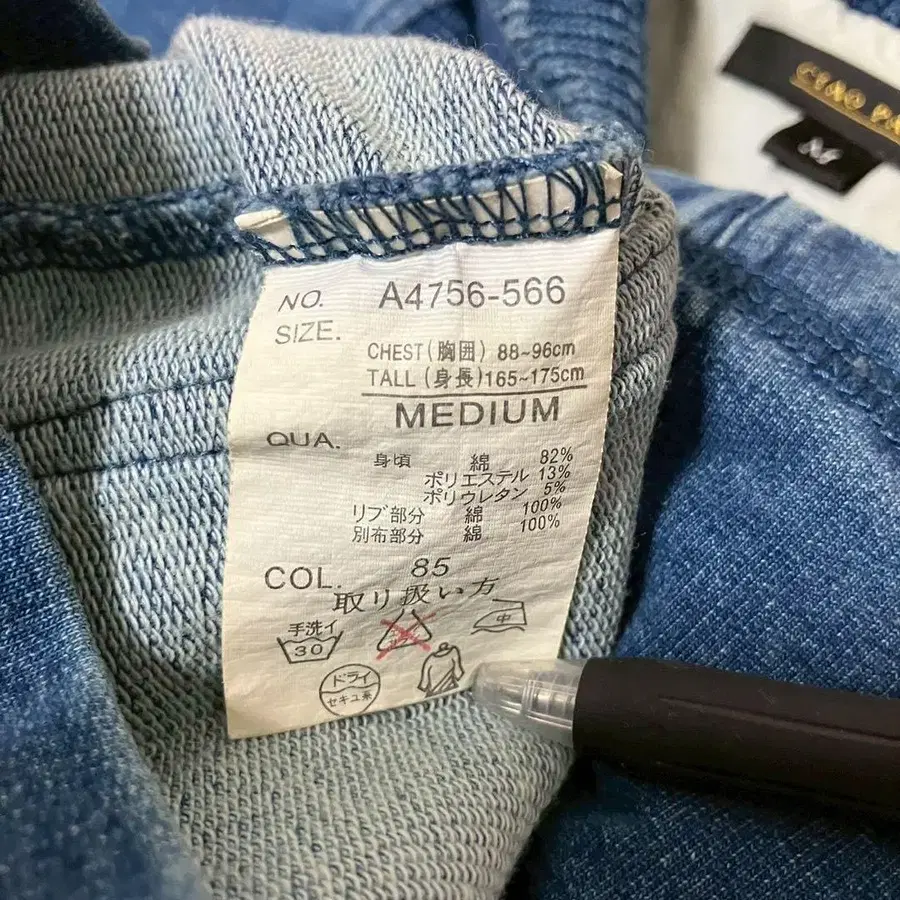 M
NO. A4756-566
SIZE.
CHEST(胸囲) 88~96cm
TALL (身長)165~175cm
MEDIUM
QUA.
身頃 綿 82%
ポリエステル 13%
ポリウレタン 5%
リブ部分 綿 100%
別布部分 綿 100%
COL. 85
取り扱い方
手洗イ
30
中
ドライ
セキユ系